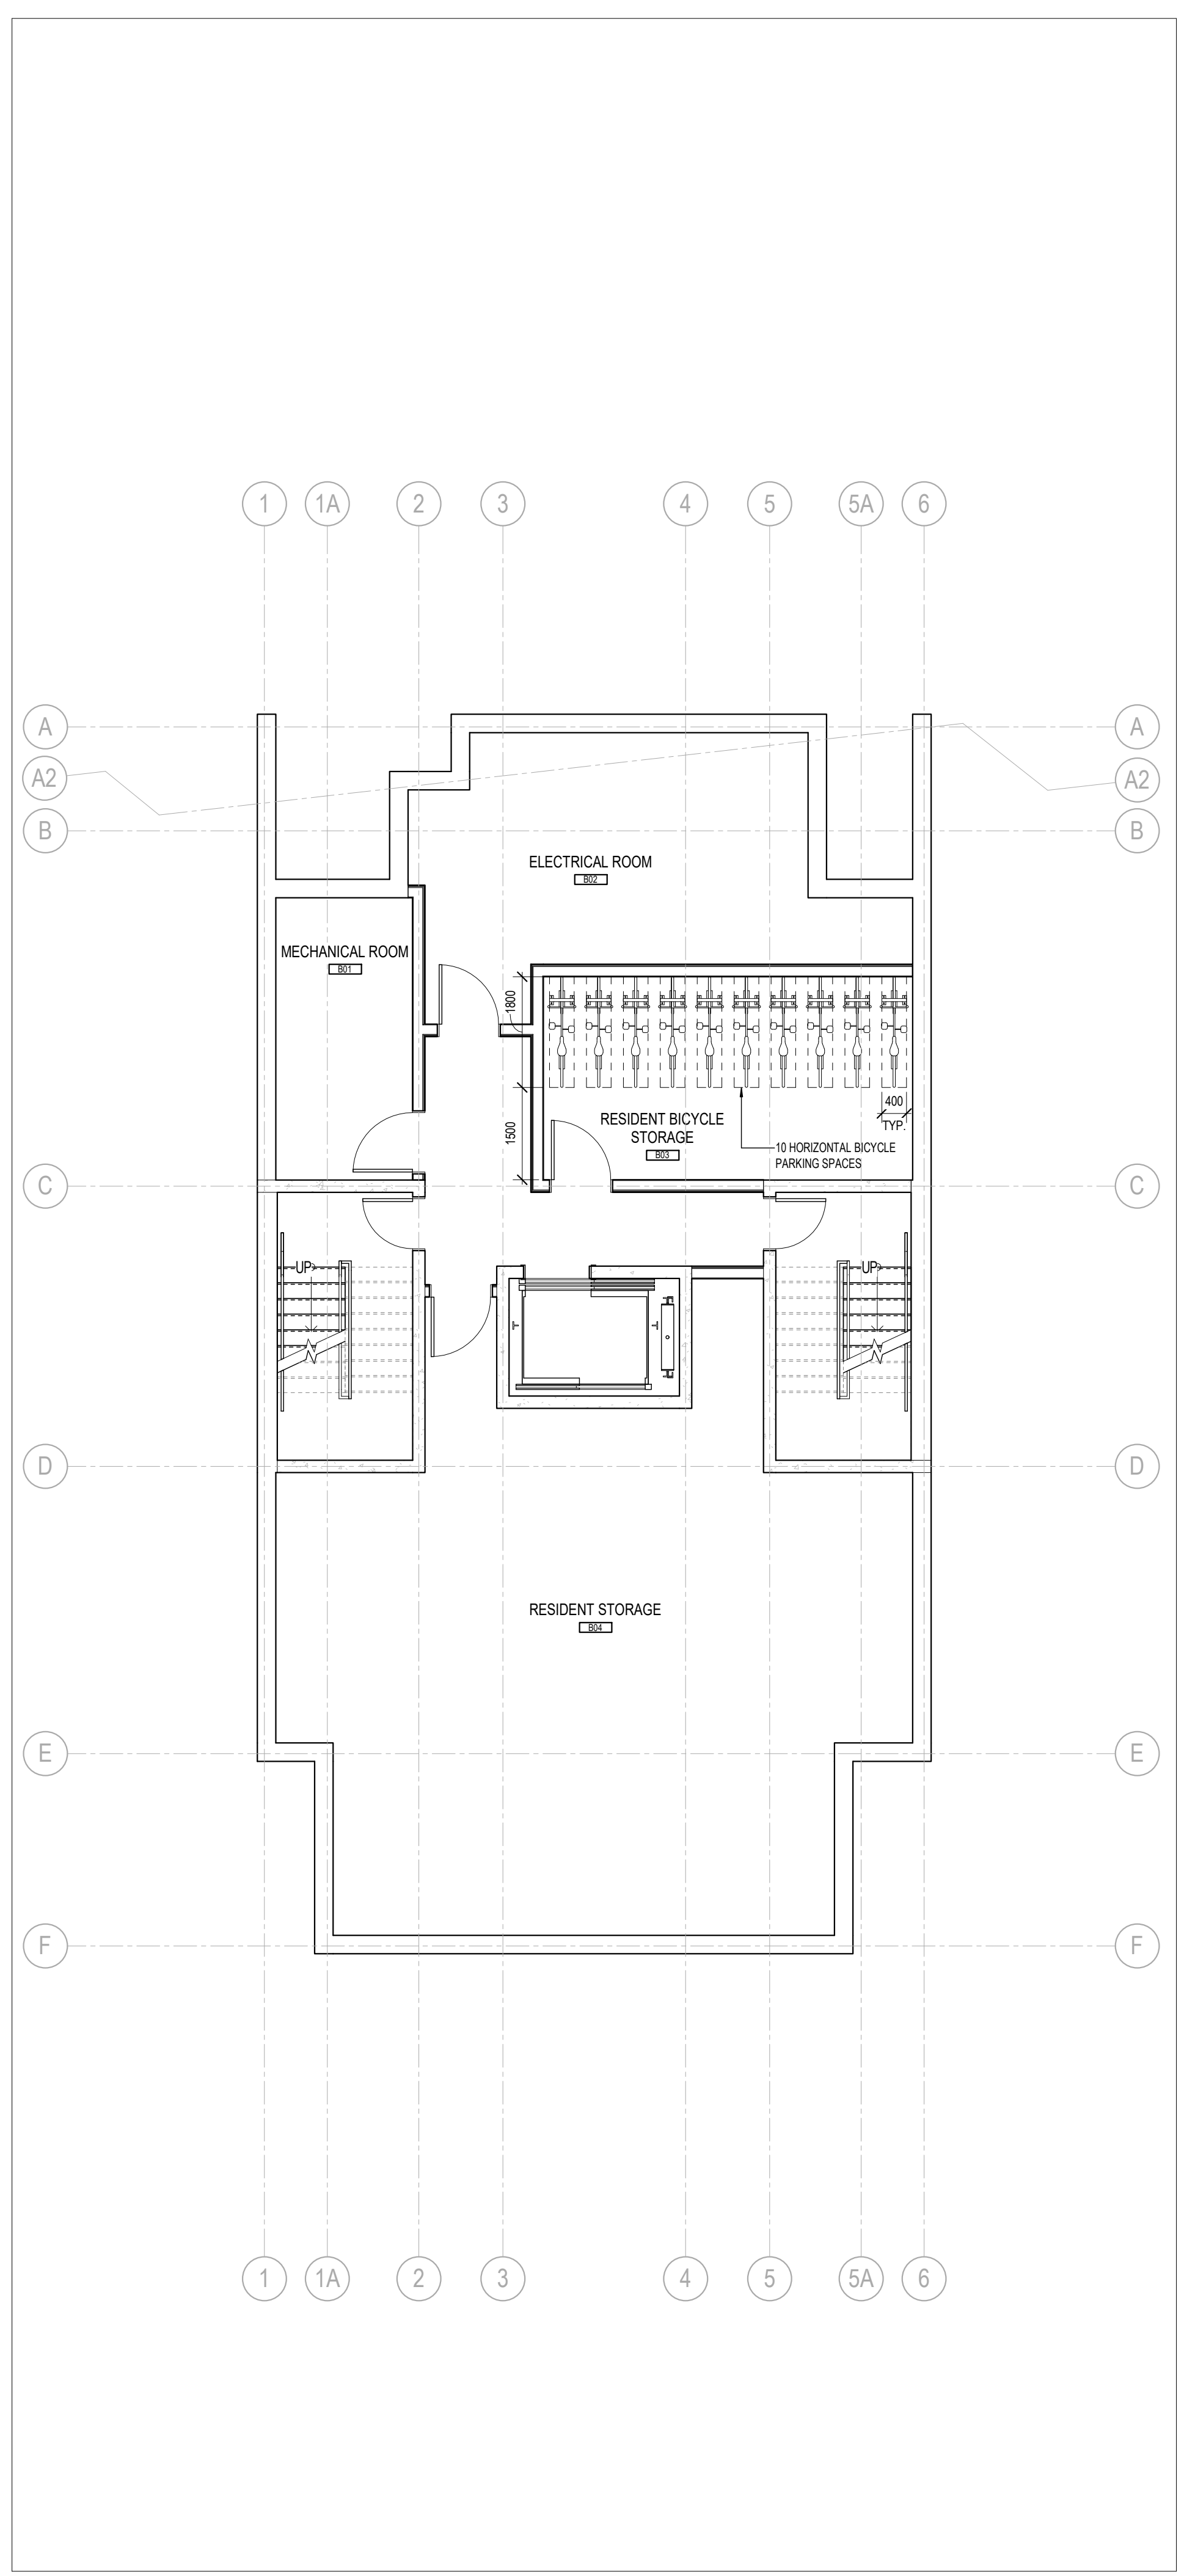 1 1A 2 3 4 5 5A 6
A A
A2 A2
B B
ELECTRICAL ROOM
B02
MECHANICAL ROOM
B01
1800
400
TYP.
1500
RESIDENT BICYCLE
STORAGE
B03
10 HORIZONTAL BICYCLE
PARKING SPACES
C C
UP UP
D D
RESIDENT STORAGE
B04
E E
F F
1 1A 2 3 4 5 5A 6